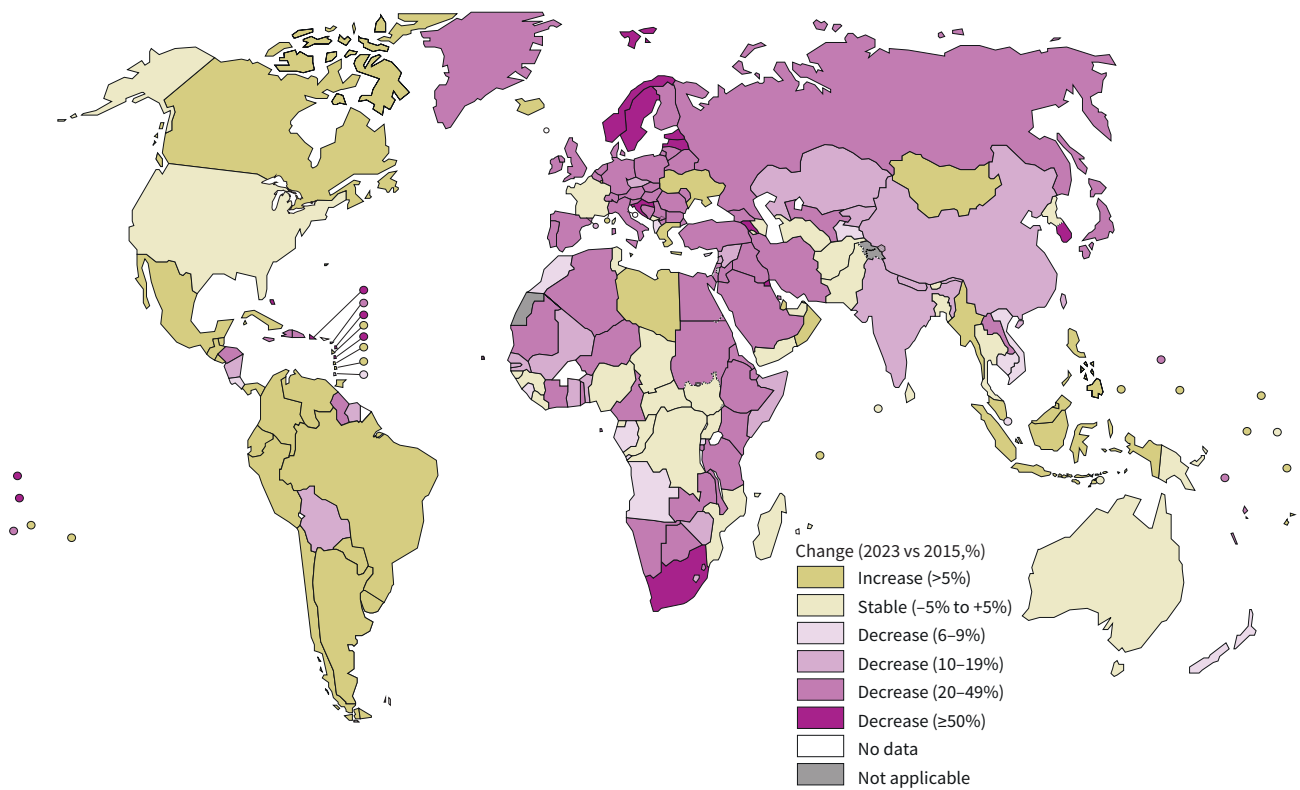 Change (2023 vs 2015,%)
Increase (>5%)
Stable (–5% to +5%)
Decrease (6–9%)
Decrease (10–19%)
Decrease (20–49%)
Decrease (≥50%)
No data
Not applicable